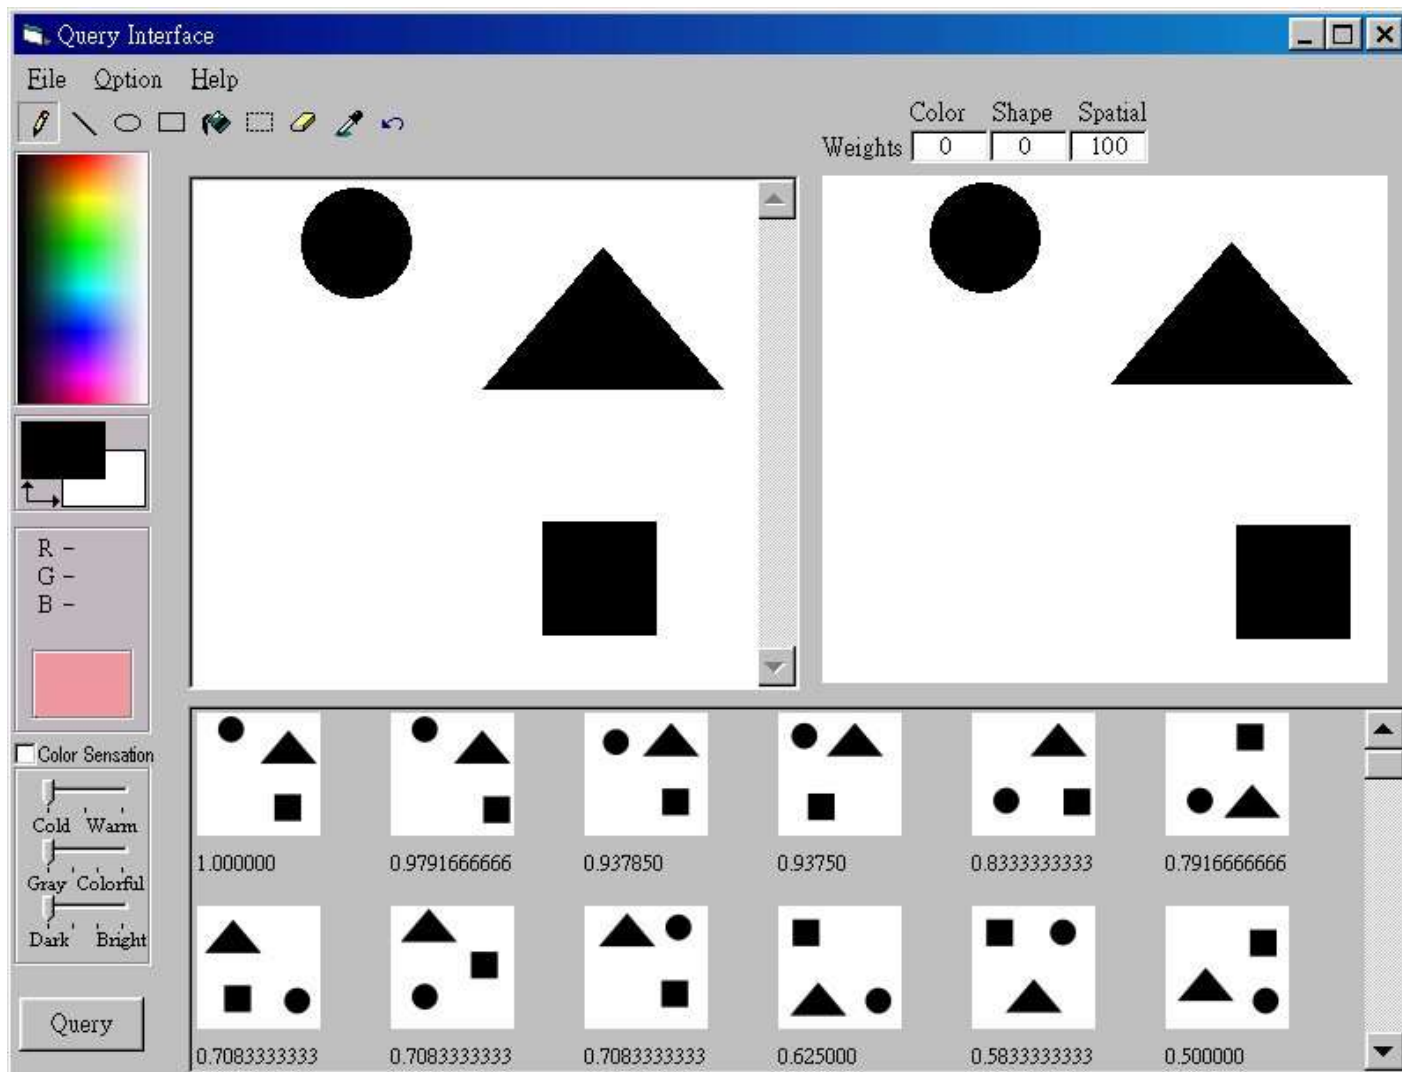 Query Interface
File Option Help
Color Shape Spatial
Weights 0 0 100
R -
G -
B -
Color Sensation
Cold Warm
Gray Colorful
Dark Bright
Query
1.000000 0.9791666666 0.937850 0.93750 0.8333333333 0.7916666666
0.7083333333 0.7083333333 0.7083333333 0.625000 0.5833333333 0.500000